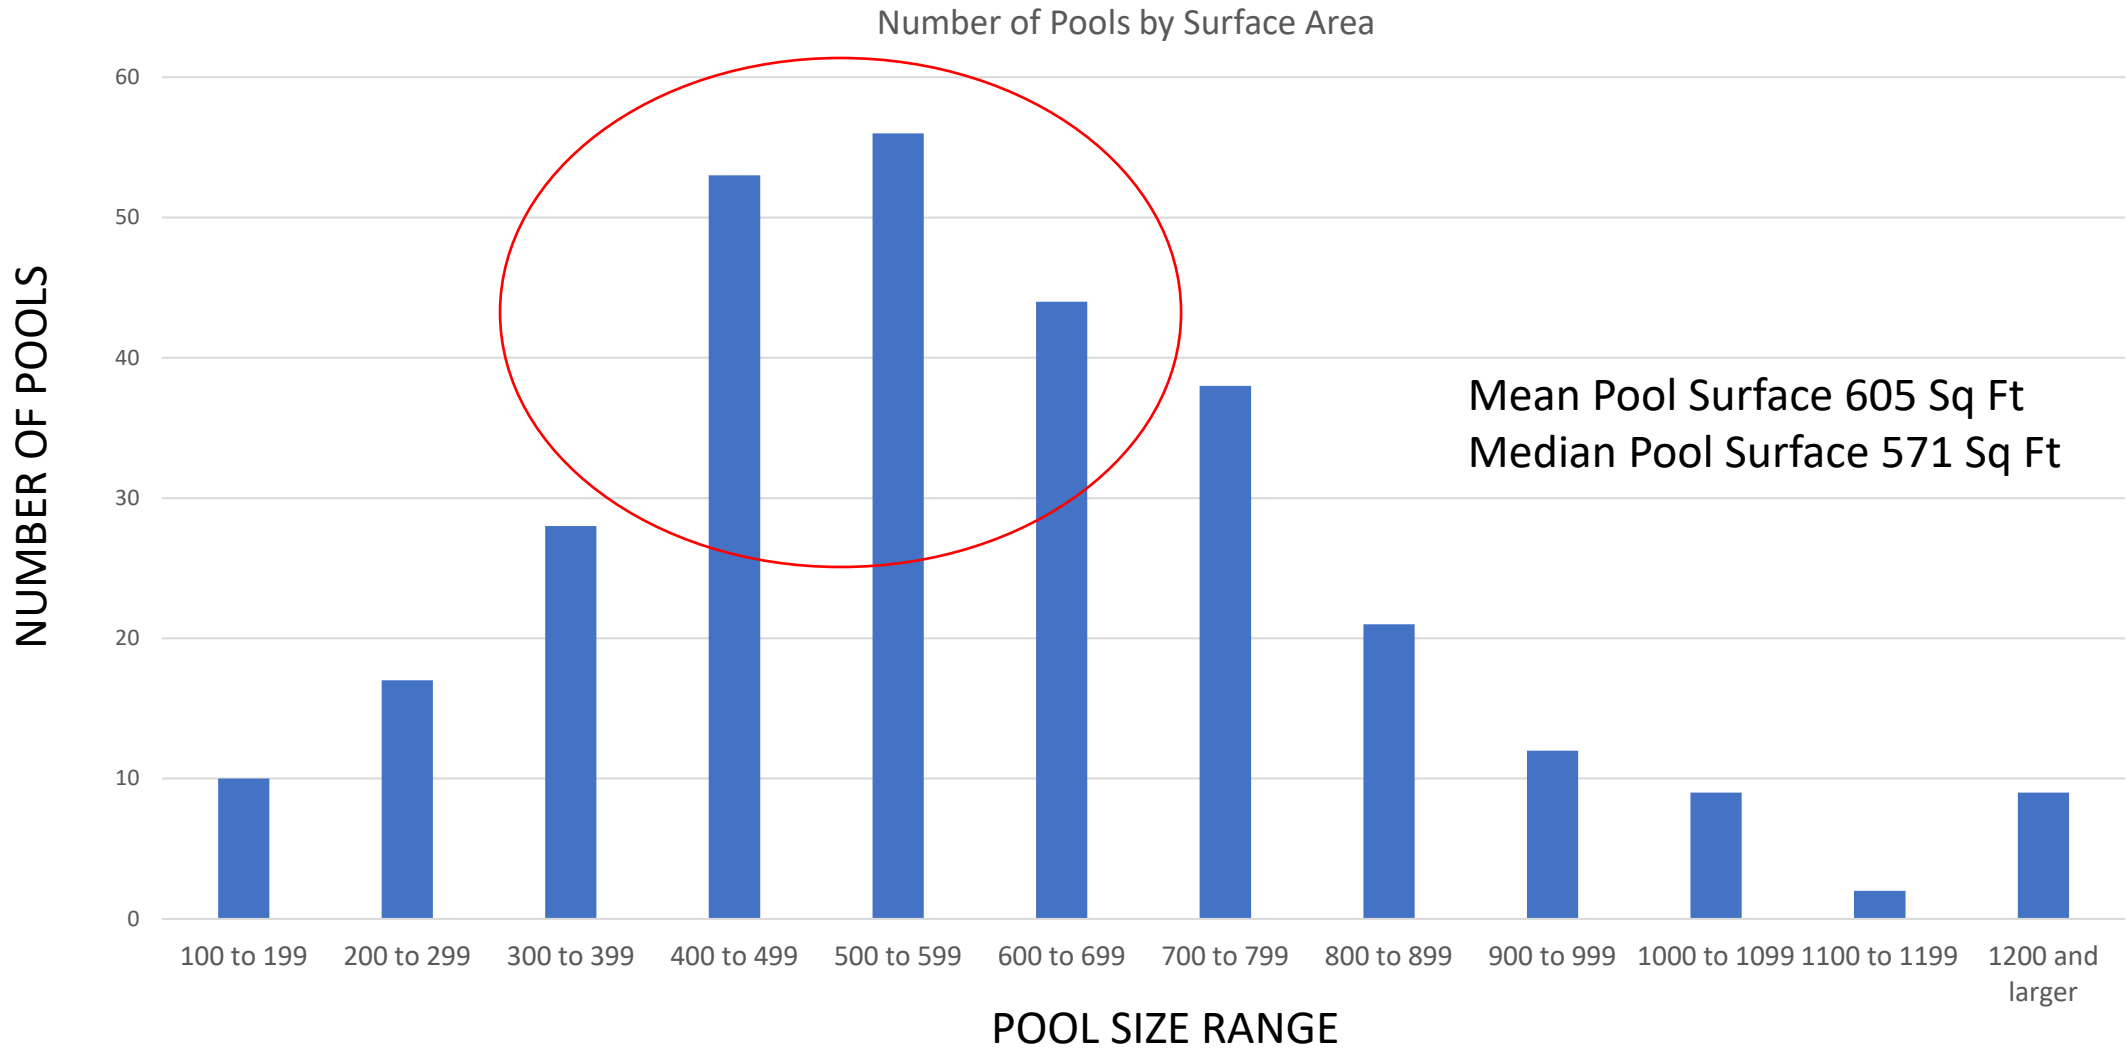 Number of Pools by Surface Area
60
50
40
30
20
10
0
NUMBER OF POOLS
Mean Pool Surface 605 Sq Ft
Median Pool Surface 571 Sq Ft
100 to 199
200 to 299
300 to 399
400 to 499
500 to 599
600 to 699
700 to 799
800 to 899
900 to 999
1000 to 1099
1100 to 1199
1200 and
larger
POOL SIZE RANGE